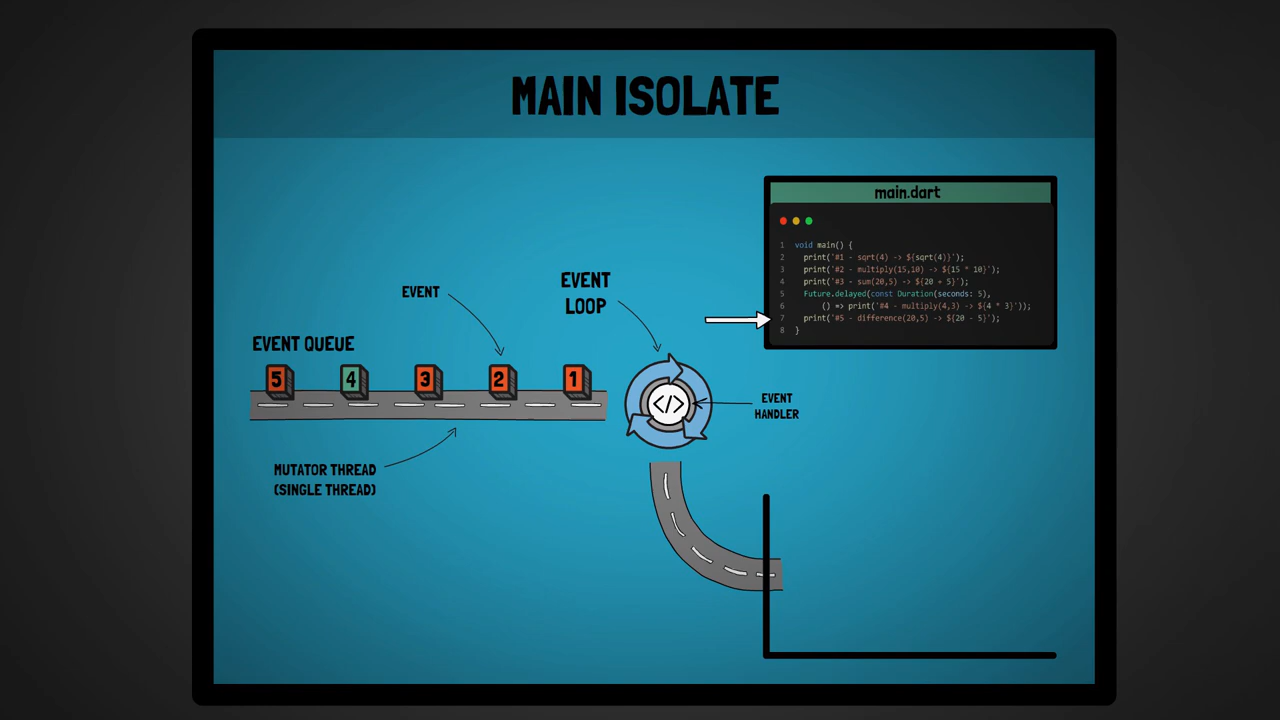 MAIN ISOLATE
main.dart
1 void main() {
2 print('#1 - sqrt(4) -> ${sqrt(4)}');
3 print('#2 - multiply(15,10) -> ${15 * 10}');
4 print('#3 - sum(20,5) -> ${20 + 5}');
5 Future.delayed(const Duration(seconds: 5),
6 () => print('#4 - multiply(4,3) -> ${4 * 3}'));
7 print('#5 - difference(20,5) -> ${20 - 5}');
8 }
EVENT
LOOP
EVENT
EVENT QUEUE
5 4 3 2 1
</>
EVENT
HANDLER
MUTATOR THREAD
(SINGLE THREAD)